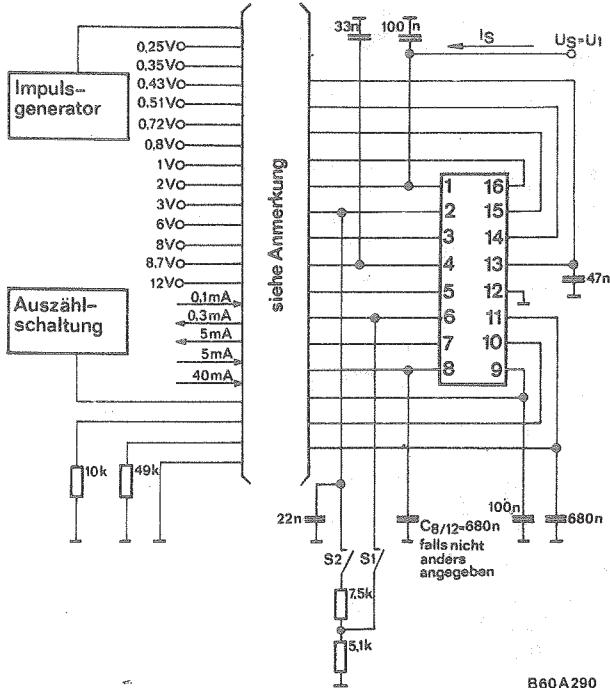 33n
100n
IS
US=U1
0,25V
0,35V
0,43V
0,51V
0,72V
0,8V
1V
2V
3V
6V
8V
8,7V
12V
Impuls-
generator
siehe Anmerkung
1 16
2 15
3 14
4 13
5 12
6 11
7 10
8 9
47n
Auszähl-
schaltung
0,1mA
0,3mA
5mA
5mA
40mA
10k
49k
22n
C8/12=680n
falls nicht
anders
angegeben
100n
680n
S2
S1
7,5k
5,1k
B60A290